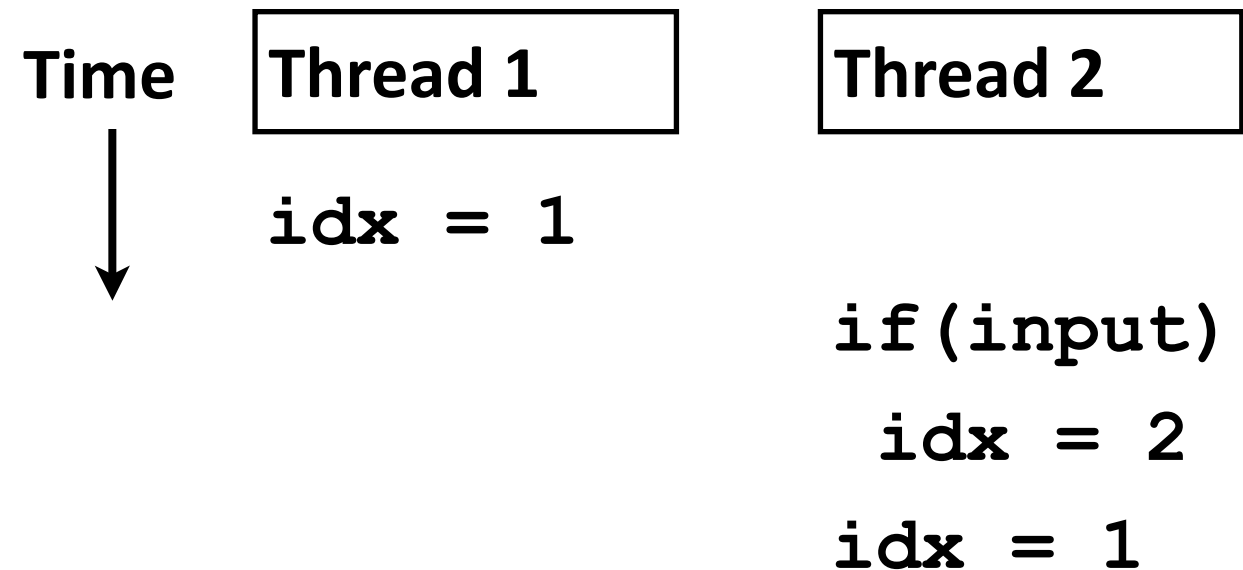 Time Thread 1 Thread 2
idx = 1
if(input)
idx = 2
idx = 1